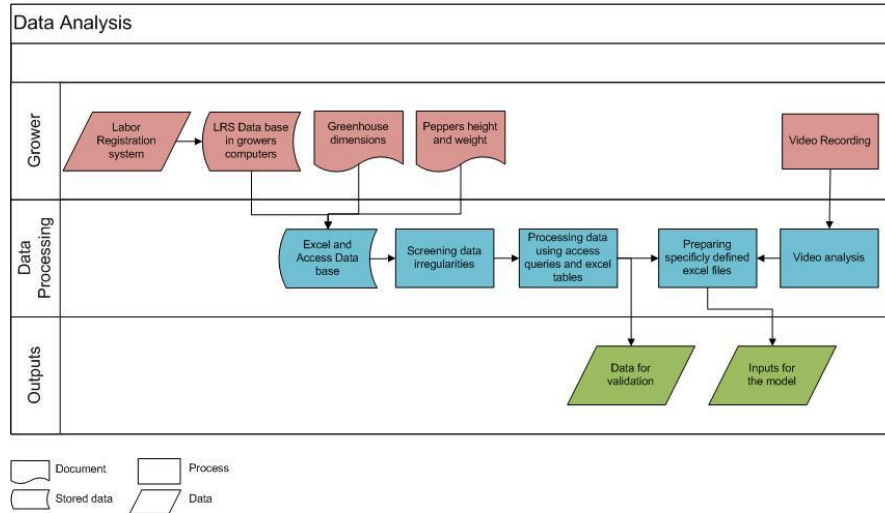 Data Analysis
Grower
Labor
Registration
system
LRS Data base
in growers
computers
Greenhouse
dimensions
Peppers height
and weight
Video Recording
Data
Processing
Excel and
Access Data
base
Screening data
irregularities
Processing data
using access
queries and excel
tables
Preparing
specificly defined
excel files
Video analysis
Outputs
Data for
validation
Inputs for
the model
Document
Process
Stored data
Data